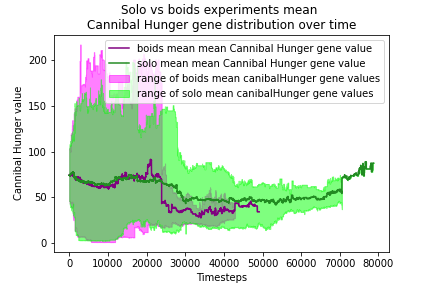 Solo vs boids experiments mean
Cannibal Hunger gene distribution over time
boids mean mean Cannibal Hunger gene value
solo mean mean Cannibal Hunger gene value
range of boids mean canibalHunger gene values
range of solo mean canibalHunger gene values
Cannibal Hunger value
200
150
100
50
0
0 10000 20000 30000 40000 50000 60000 70000 80000
Timesteps